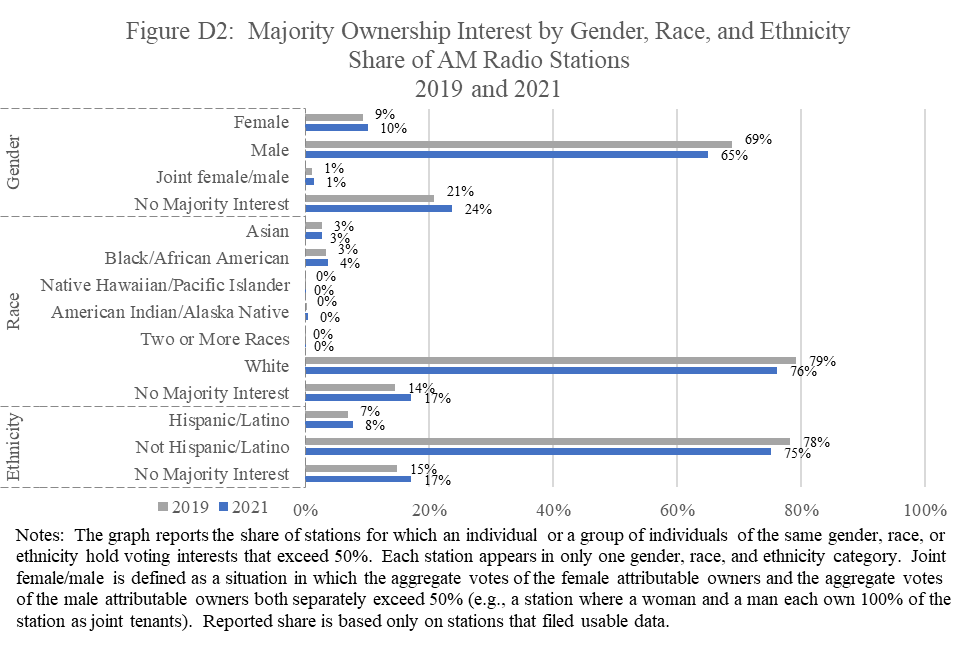 Figure D2:  Majority Ownership Interest by Gender, Race, and Ethnicity
Share of AM Radio Stations
2019 and 2021
Gender
Female 9%
10%
Male 69%
65%
Joint female/male 1%
1%
No Majority Interest 21%
24%
Race
Asian 3%
3%
Black/African American 3%
4%
Native Hawaiian/Pacific Islander 0%
0%
American Indian/Alaska Native 0%
0%
Two or More Races 0%
0%
White 79%
76%
No Majority Interest 14%
17%
Ethnicity
Hispanic/Latino 7%
8%
Not Hispanic/Latino 78%
75%
No Majority Interest 15%
17%
2019 2021 0% 20% 40% 60% 80% 100%
Notes:  The graph reports the share of stations for which an individual or a group of individuals of the same gender, race, or
ethnicity hold voting interests that exceed 50%.  Each station appears in only one gender, race, and ethnicity category.  Joint
female/male is defined as a situation in which the aggregate votes of the female attributable owners and the aggregate votes
of the male attributable owners both separately exceed 50% (e.g., a station where a woman and a man each own 100% of the
station as joint tenants).  Reported share is based only on stations that filed usable data.